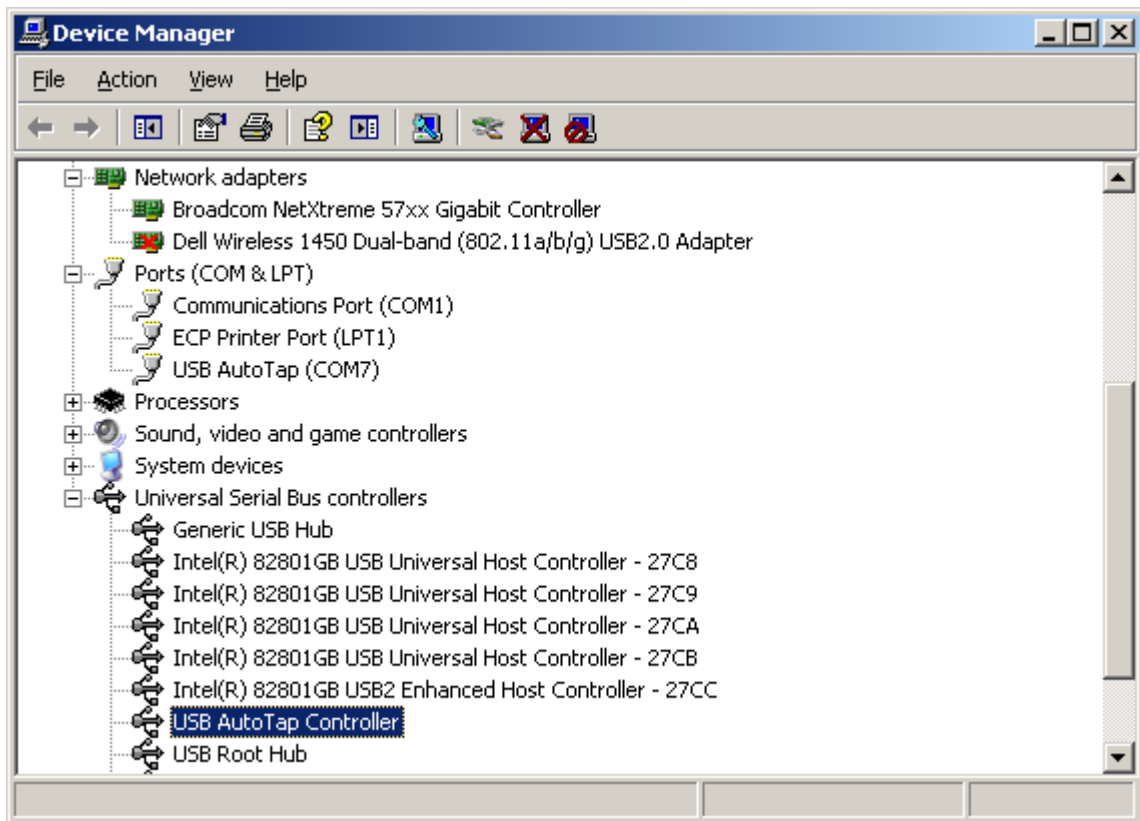 Device Manager
File Action View Help
Network adapters
Broadcom NetXtreme 57xx Gigabit Controller
Dell Wireless 1450 Dual-band (802.11a/b/g) USB2.0 Adapter
Ports (COM & LPT)
Communications Port (COM1)
ECP Printer Port (LPT1)
USB AutoTap (COM7)
Processors
Sound, video and game controllers
System devices
Universal Serial Bus controllers
Generic USB Hub
Intel(R) 82801GB USB Universal Host Controller - 27C8
Intel(R) 82801GB USB Universal Host Controller - 27C9
Intel(R) 82801GB USB Universal Host Controller - 27CA
Intel(R) 82801GB USB Universal Host Controller - 27CB
Intel(R) 82801GB USB2 Enhanced Host Controller - 27CC
USB AutoTap Controller
USB Root Hub